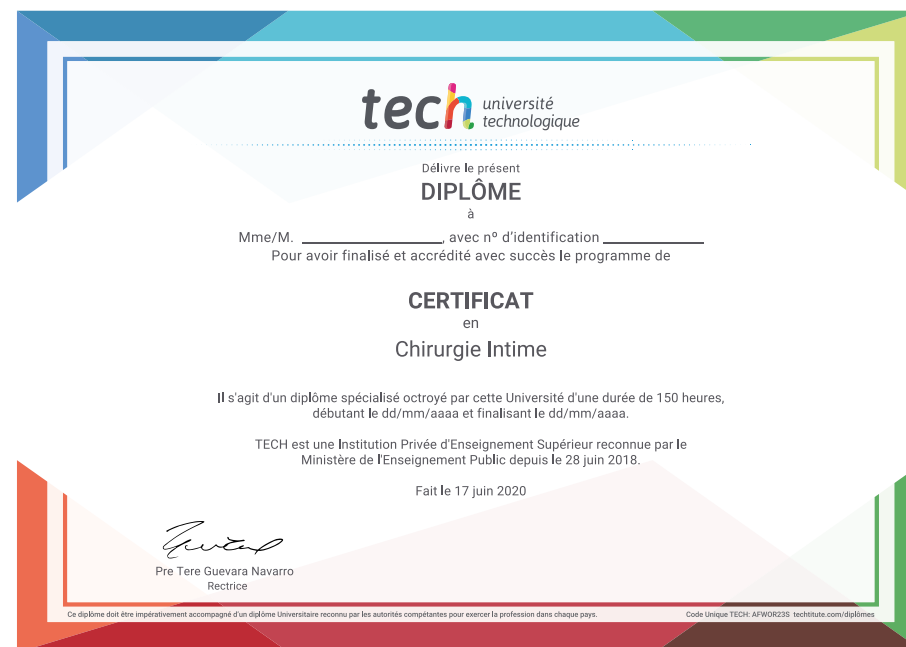 tech université
technologique
Délivre le présent
DIPLÔME
à
Mme/M. ____________________, avec nº d'identification ______________
Pour avoir finalisé et accrédité avec succès le programme de
CERTIFICAT
en
Chirurgie Intime
Il s'agit d'un diplôme spécialisé octroyé par cette Université d'une durée de 150 heures,
débutant le dd/mm/aaaa et finalisant le dd/mm/aaaa.
TECH est une Institution Privée d'Enseignement Supérieur reconnue par le
Ministère de l'Enseignement Public depuis le 28 juin 2018.
Fait le 17 juin 2020
Pre Tere Guevara Navarro
Rectrice
Ce diplôme doit être impérativement accompagné d'un diplôme Universitaire reconnu par les autorités compétantes pour exercer la profession dans chaque pays.
Code Unique TECH: AFWOR23S techtitute.com/diplômes